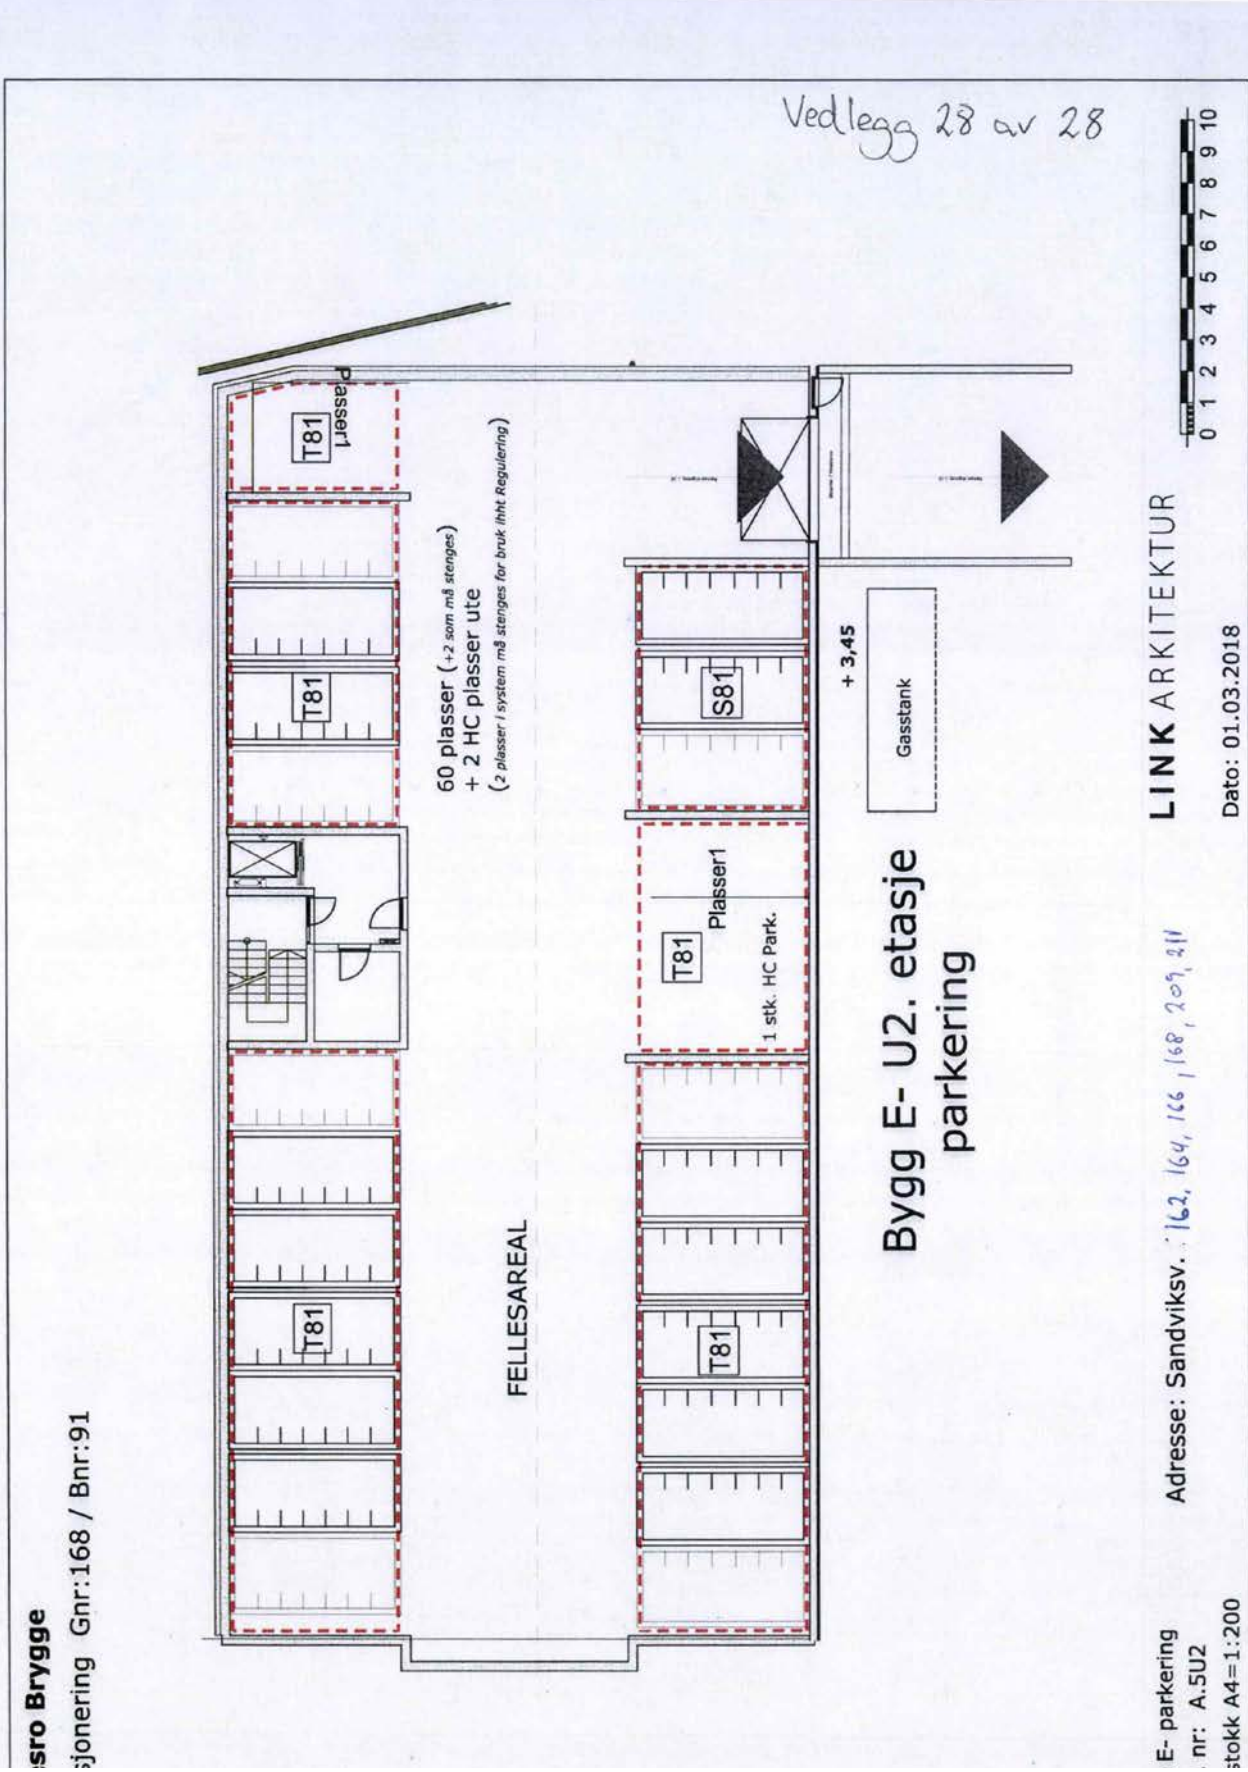 sro Brygge
sjonering Gnr:168 / Bnr:91
Vedlegg 28 av 28
T81
T81
T81
Plasser1
60 plasser (+2 som må stenges)
+ 2 HC plasser ute
(2 plasser i system må stenges for bruk ihht Regulering)
FELLESAREAL
T81
T81
Plasser1
1 stk. HC Park.
S81
+ 3,45
Gasstank
Bygg E- U2. etasje
parkering
E- parkering
nr: A.5U2
stokk A4=1:200
Adresse: Sandviksv. 162, 164, 166, 168, 209, 211
LINK ARKITEKTUR
Dato: 01.03.2018
0 1 2 3 4 5 6 7 8 9 10